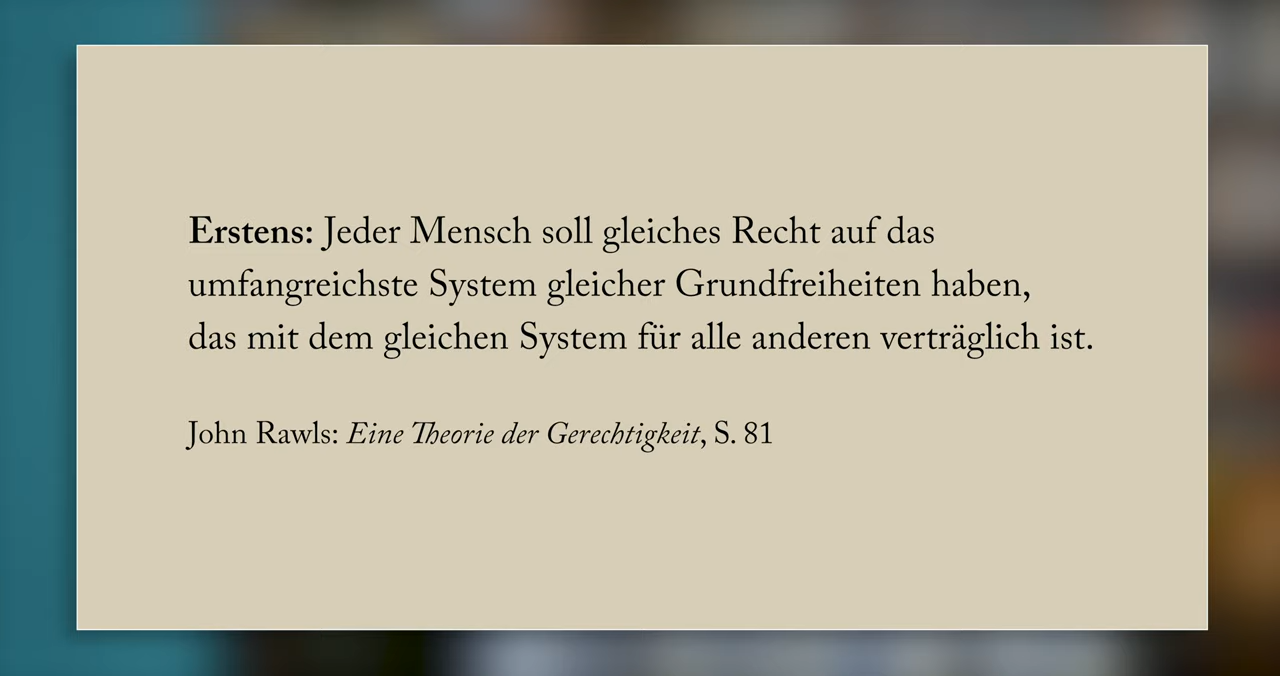 Erstens: Jeder Mensch soll gleiches Recht auf das
umfangreichste System gleicher Grundfreiheiten haben,
das mit dem gleichen System für alle anderen verträglich ist.
John Rawls: Eine Theorie der Gerechtigkeit, S. 81